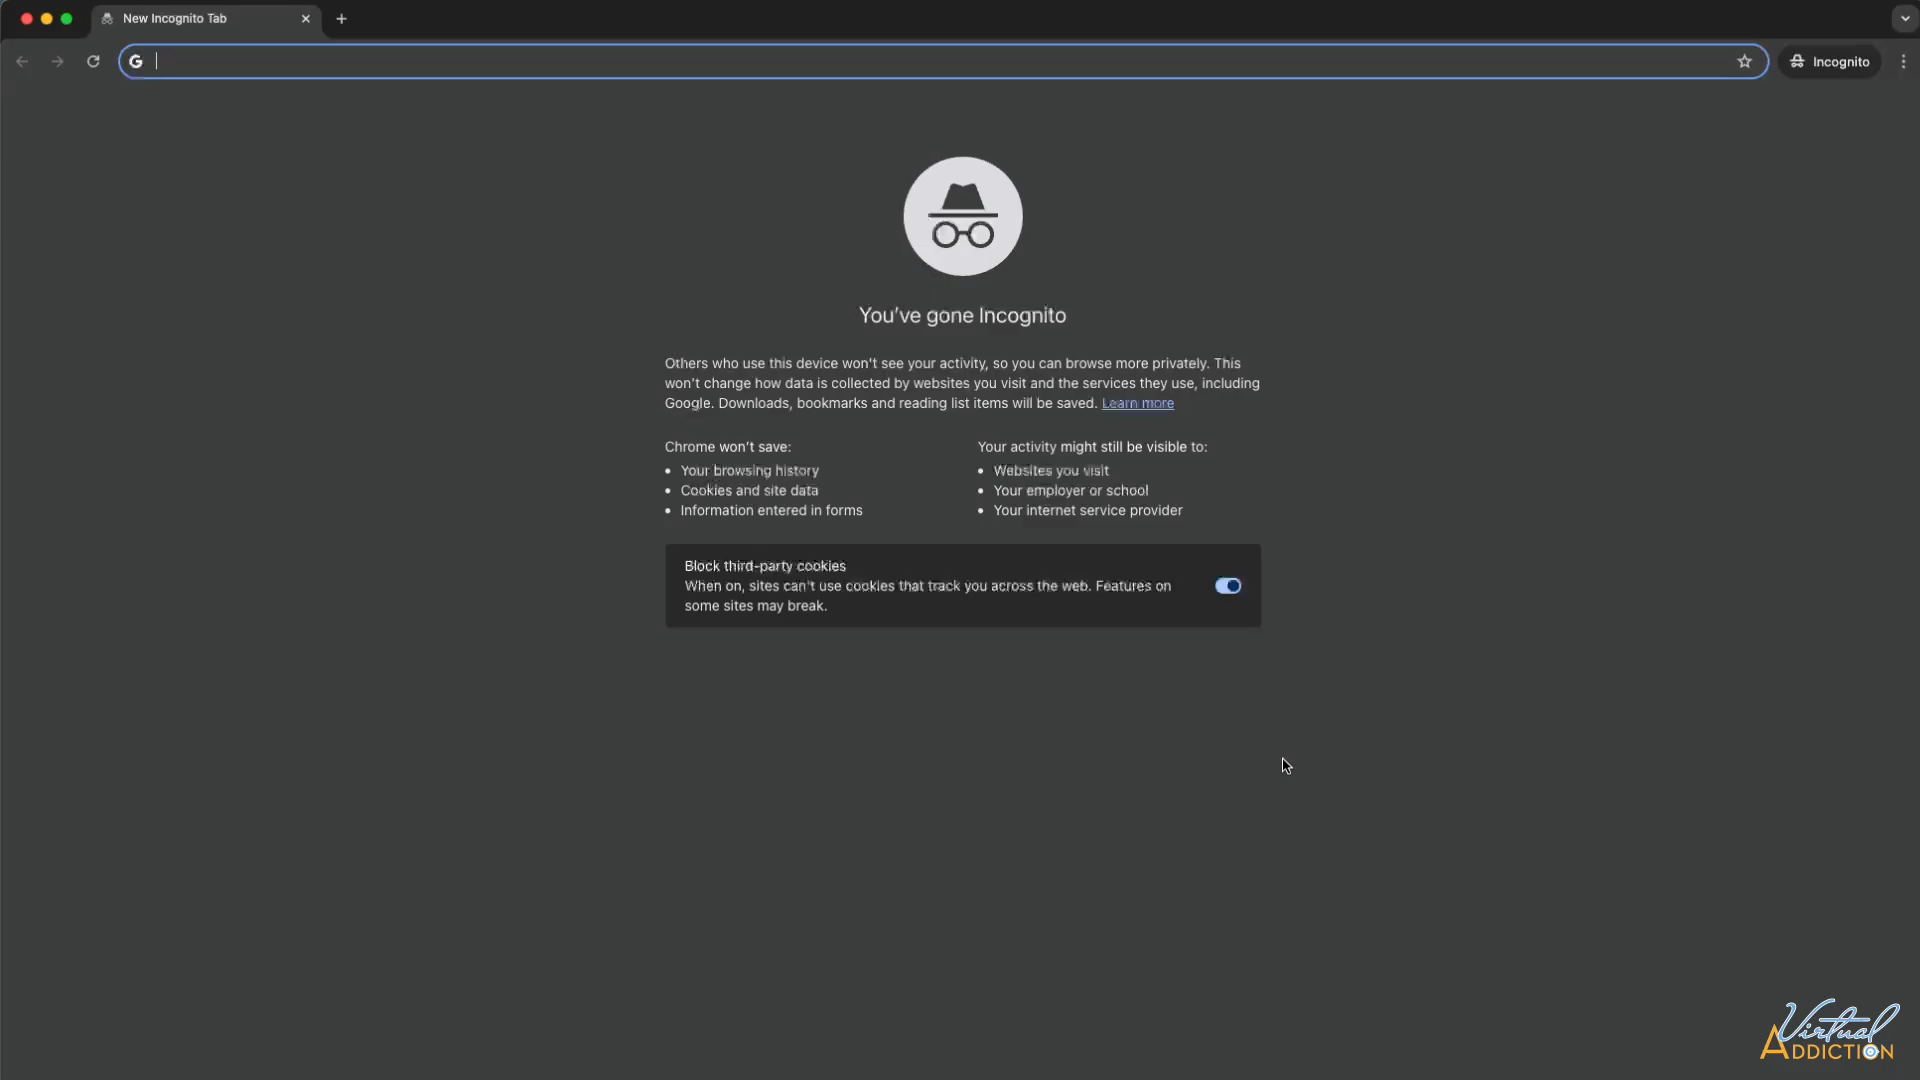 New Incognito Tab
Incognito
You've gone Incognito
Others who use this device won't see your activity, so you can browse more privately. This
won't change how data is collected by websites you visit and the services they use, including
Google. Downloads, bookmarks and reading list items will be saved. Learn more
Chrome won't save:
Your browsing history
Cookies and site data
Information entered in forms
Your activity might still be visible to:
Websites you visit
Your employer or school
Your internet service provider
Block third-party cookies
When on, sites can't use cookies that track you across the web. Features on
some sites may break.
Virtual
ADDICTION